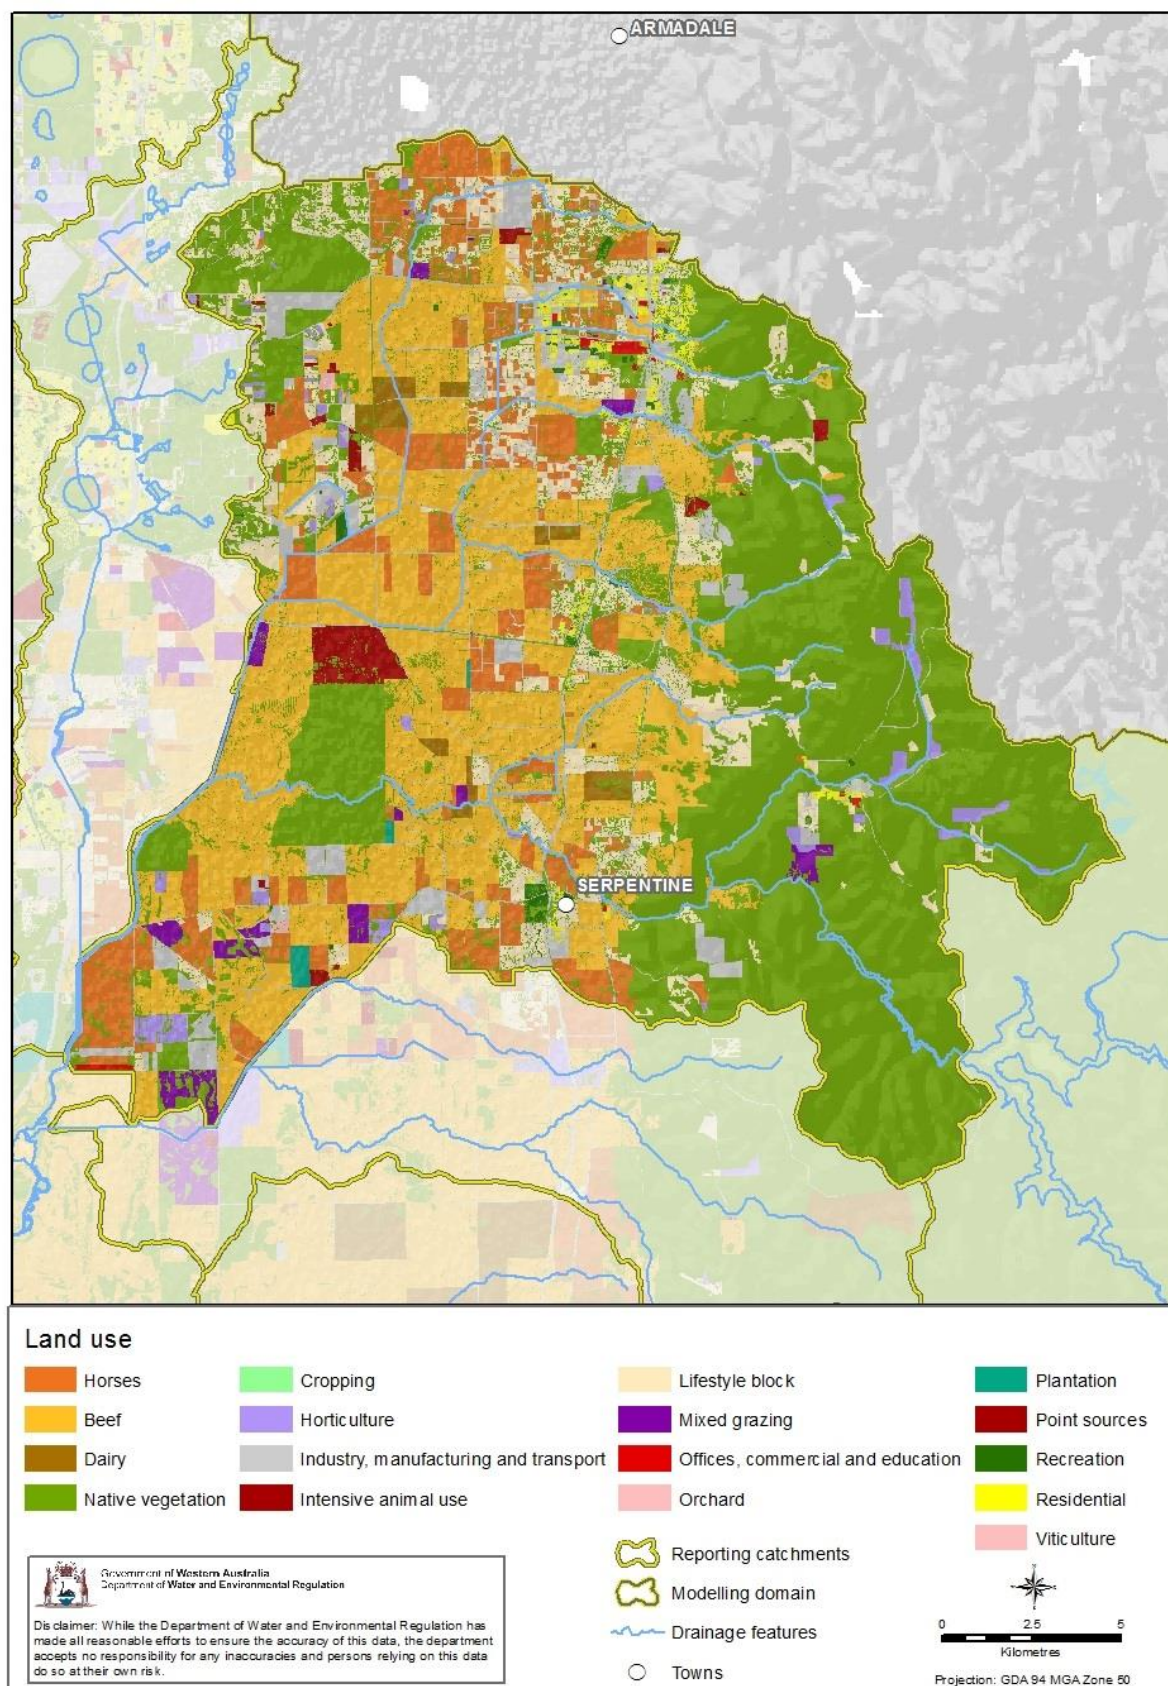 ARMADALE
SERPENTINE
Land use
Horses
Beef
Dairy
Native vegetation
Cropping
Horticulture
Industry, manufacturing and transport
Intensive animal use
Lifestyle block
Mixed grazing
Offices, commercial and education
Orchard
Plantation
Point sources
Recreation
Residential
Viticulture
Reporting catchments
Modelling domain
Drainage features
Towns
Government of Western Australia
Department of Water and Environmental Regulation
Disclaimer: While the Department of Water and Environmental Regulation has
made all reasonable efforts to ensure the accuracy of this data, the department
accepts no responsibility for any inaccuracies and persons relying on this data
do so at their own risk.
0 2.5 5
Kilometres
Projection: GDA 94 MGA Zone 50